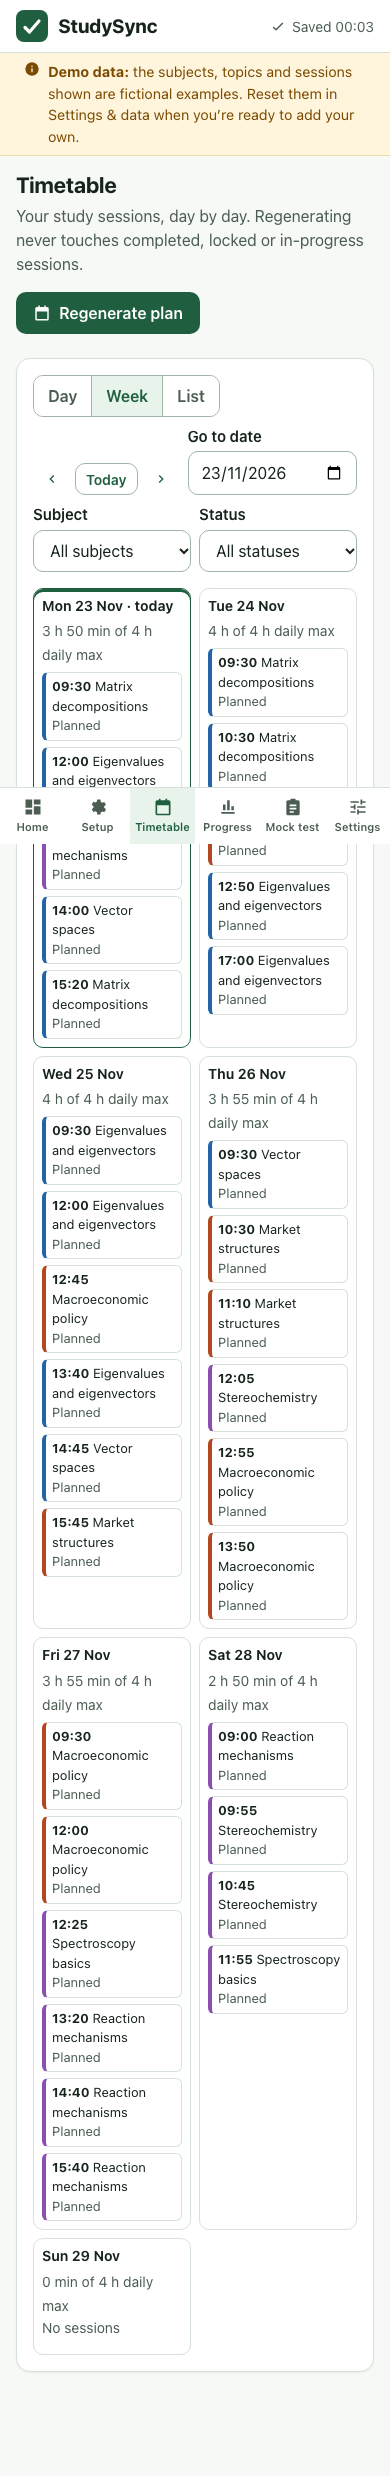 StudySync
Saved 00:03
Demo data: the subjects, topics and sessions
shown are fictional examples. Reset them in
Settings & data when you’re ready to add your
own.
Timetable
Your study sessions, day by day. Regenerating
never touches completed, locked or in-progress
sessions.
Regenerate plan
Day
Week
List
Go to date
Today
23/11/2026
Subject
Status
All subjects
All statuses
Mon 23 Nov · today
3 h 50 min of 4 h
daily max
09:30 Matrix
decompositions
Planned
12:00 Eigenvalues
and eigenvectors
mechanisms
Planned
14:00 Vector
spaces
Planned
15:20 Matrix
decompositions
Planned
Tue 24 Nov
4 h of 4 h daily max
09:30 Matrix
decompositions
Planned
10:30 Matrix
decompositions
Planned
Planned
12:50 Eigenvalues
and eigenvectors
Planned
17:00 Eigenvalues
and eigenvectors
Planned
Home
Setup
Timetable
Progress
Mock test
Settings
Wed 25 Nov
4 h of 4 h daily max
09:30 Eigenvalues
and eigenvectors
Planned
12:00 Eigenvalues
and eigenvectors
Planned
12:45
Macroeconomic
policy
Planned
13:40 Eigenvalues
and eigenvectors
Planned
14:45 Vector
spaces
Planned
15:45 Market
structures
Planned
Thu 26 Nov
3 h 55 min of 4 h
daily max
09:30 Vector
spaces
Planned
10:30 Market
structures
Planned
11:10 Market
structures
Planned
12:05
Stereochemistry
Planned
12:55
Macroeconomic
policy
Planned
13:50
Macroeconomic
policy
Planned
Fri 27 Nov
3 h 55 min of 4 h
daily max
09:30
Macroeconomic
policy
Planned
12:00
Macroeconomic
policy
Planned
12:25
Spectroscopy
basics
Planned
13:20 Reaction
mechanisms
Planned
14:40 Reaction
mechanisms
Planned
15:40 Reaction
mechanisms
Planned
Sat 28 Nov
2 h 50 min of 4 h
daily max
09:00 Reaction
mechanisms
Planned
09:55
Stereochemistry
Planned
10:45
Stereochemistry
Planned
11:55 Spectroscopy
basics
Planned
Sun 29 Nov
0 min of 4 h daily
max
No sessions